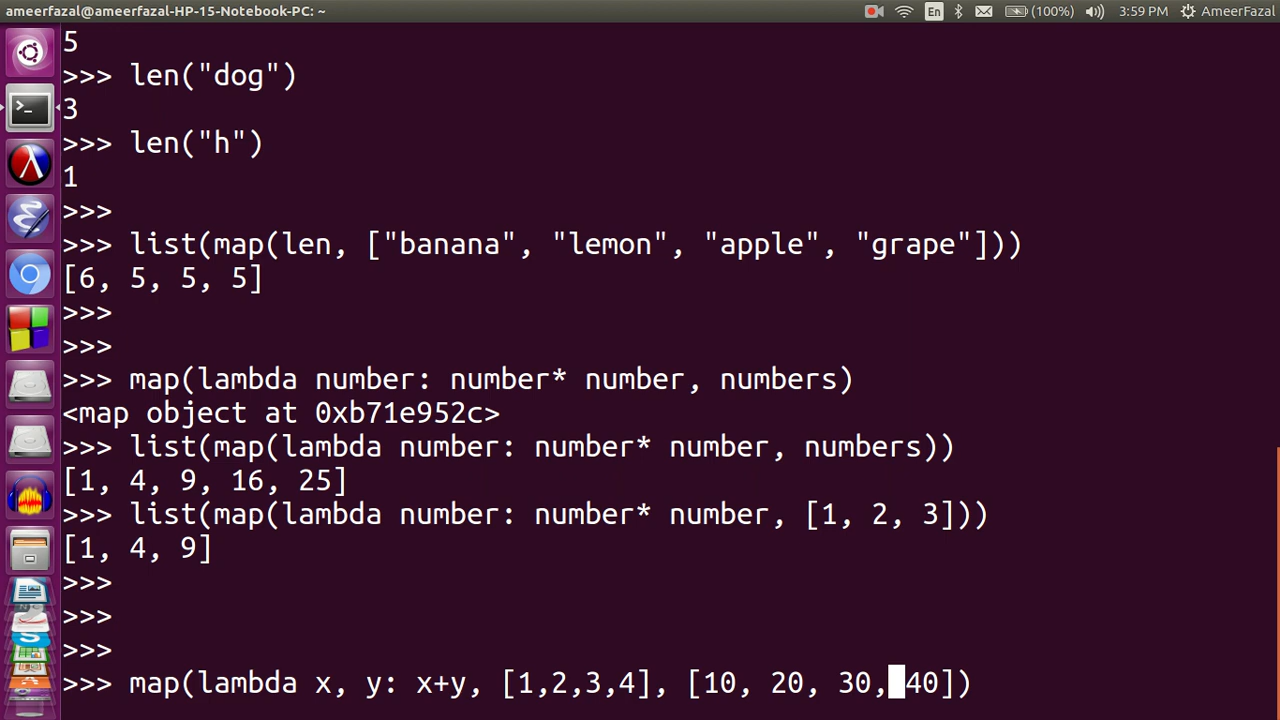 ameerfazal@ameerfazal-HP-15-Notebook-PC: ~ En (100%) 3:59 PM AmeerFazal
5
>>> len("dog")
3
>>> len("h")
1
>>>
>>> list(map(len, ["banana", "lemon", "apple", "grape"]))
[6, 5, 5, 5]
>>>
>>>
>>> map(lambda number: number* number, numbers)
<map object at 0xb71e952c>
>>> list(map(lambda number: number* number, numbers))
[1, 4, 9, 16, 25]
>>> list(map(lambda number: number* number, [1, 2, 3]))
[1, 4, 9]
>>>
>>>
>>>
>>> map(lambda x, y: x+y, [1,2,3,4], [10, 20, 30, 40])